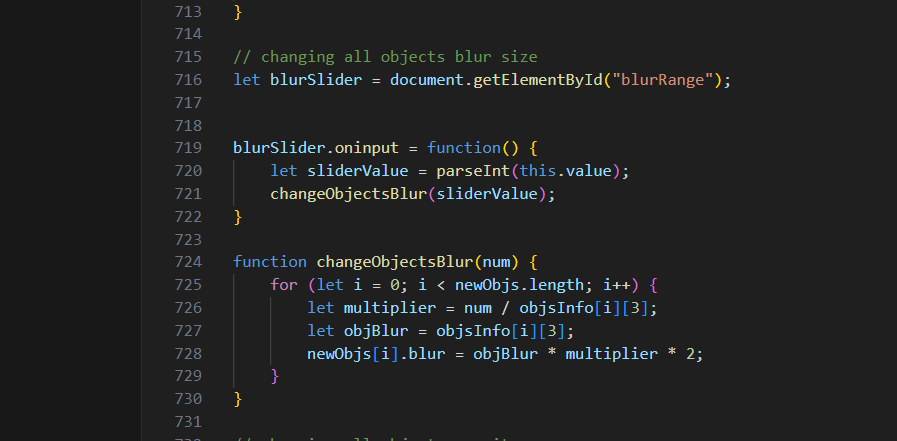 713 }
714
715 // changing all objects blur size
716 let blurSlider = document.getElementById("blurRange");
717
718
719 blurSlider.oninput = function() {
720     let sliderValue = parseInt(this.value);
721     changeObjectsBlur(sliderValue);
722 }
723
724 function changeObjectsBlur(num) {
725     for (let i = 0; i < newObjs.length; i++) {
726         let multiplier = num / objsInfo[i][3];
727         let objBlur = objsInfo[i][3];
728         newObjs[i].blur = objBlur * multiplier * 2;
729     }
730 }
731